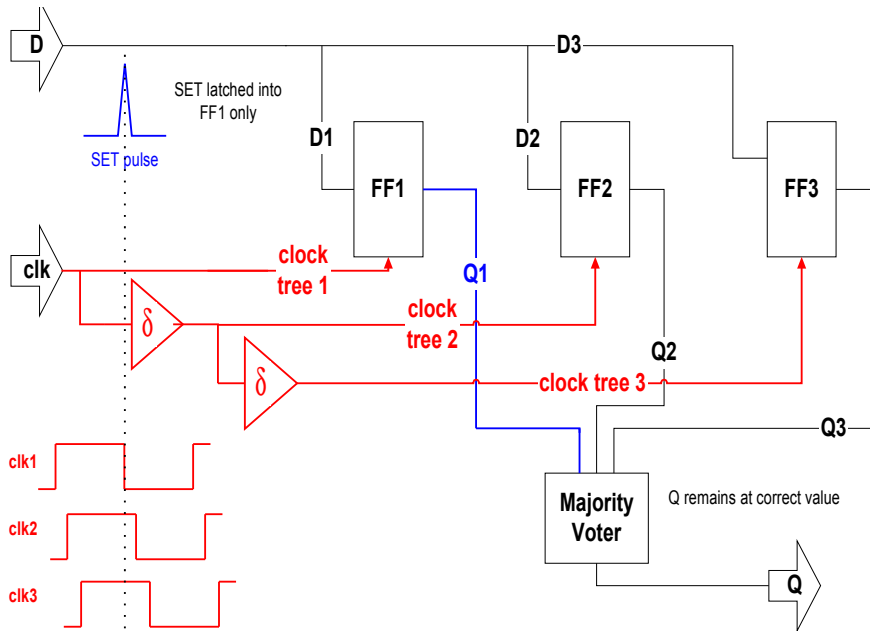 D
D3
SET latched into
FF1 only
D1
D2
FF1
FF2
FF3
SET pulse
clk
clock
tree 1
Q1
δ
clock
tree 2
Q2
δ
clock tree 3
Q3
clk1
Majority
Voter
Q remains at correct value
clk2
Q
clk3